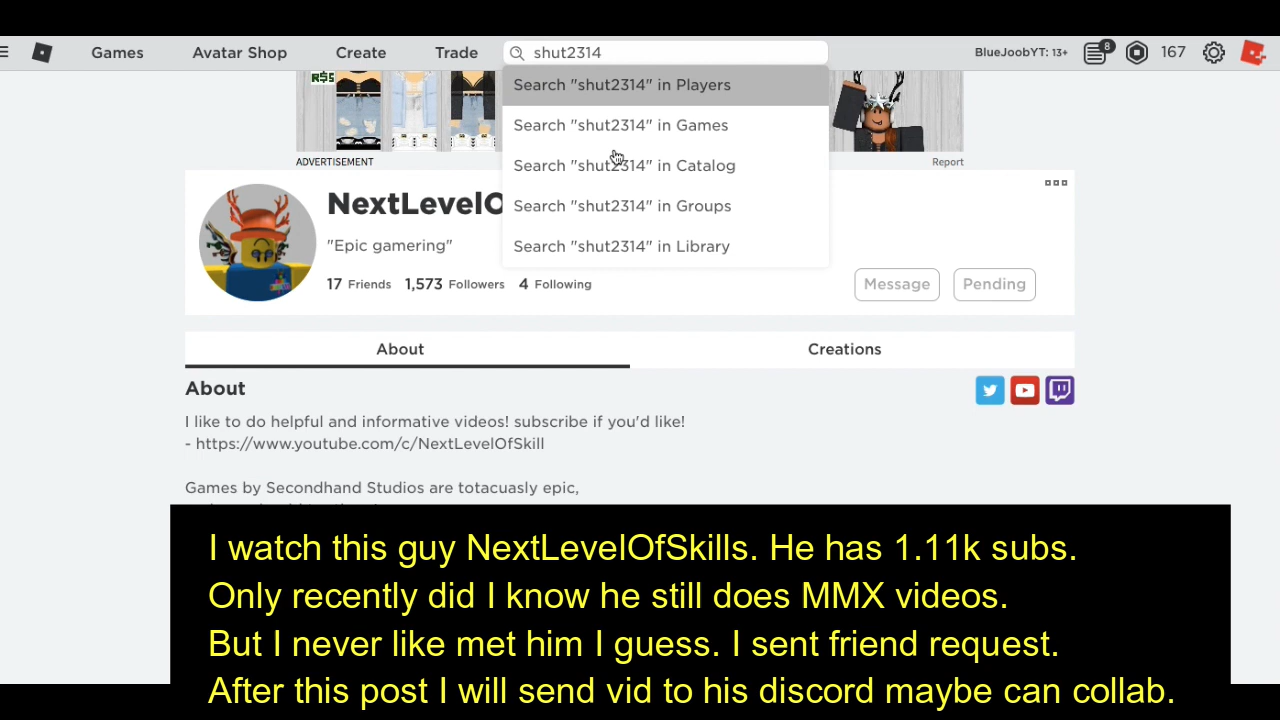 Games Avatar Shop Create Trade shut2314 BlueJoobYT: 13+ 8 167
R$S
Search "shut2314" in Players
Search "shut2314" in Games
Search "shut2314" in Catalog
Search "shut2314" in Groups
Search "shut2314" in Library
ADVERTISEMENT Report
NextLevelO
"Epic gamering"
17 Friends 1,573 Followers 4 Following
Message Pending
About Creations
About
I like to do helpful and informative videos! subscribe if you'd like!
- https://www.youtube.com/c/NextLevelOfSkill
Games by Secondhand Studios are totacuasly epic,
I watch this guy NextLevelOfSkills. He has 1.11k subs.
Only recently did I know he still does MMX videos.
But I never like met him I guess. I sent friend request.
After this post I will send vid to his discord maybe can collab.